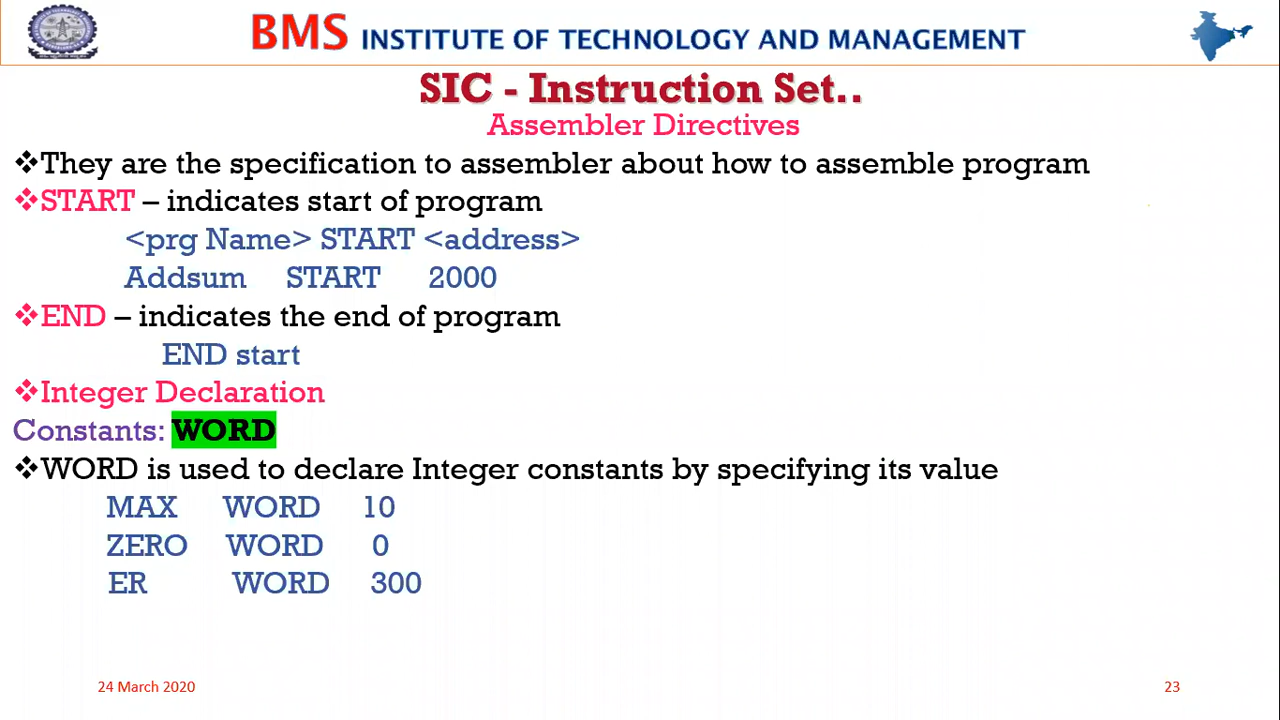 BMS INSTITUTE OF TECHNOLOGY AND MANAGEMENT
SIC - Instruction Set..
Assembler Directives
❖They are the specification to assembler about how to assemble program
❖START – indicates start of program
<prg Name> START <address>
Addsum START 2000
❖END – indicates the end of program
END start
❖Integer Declaration
Constants: WORD
❖WORD is used to declare Integer constants by specifying its value
MAX WORD 10
ZERO WORD 0
ER WORD 300
24 March 2020
23